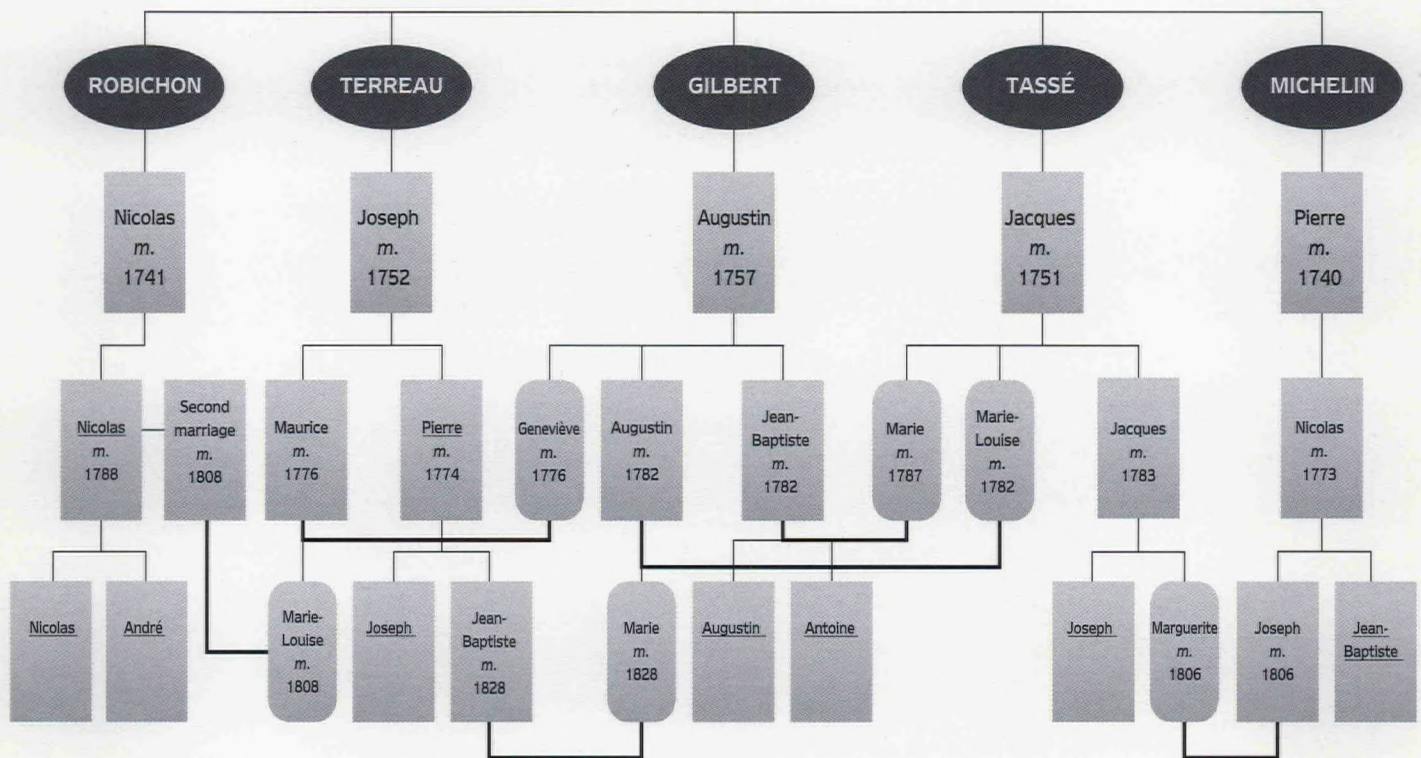 ROBICHON
TERREAU
GILBERT
TASSÉ
MICHELIN
Nicolas
m.
1741
Joseph
m.
1752
Augustin
m.
1757
Jacques
m.
1751
Pierre
m.
1740
Nicolas
m.
1788
Second
marriage
m.
1808
Maurice
m.
1776
Pierre
m.
1774
Geneviève
m.
1776
Augustin
m.
1782
Jean-
Baptiste
m.
1782
Marie
m.
1787
Marie-
Louise
m.
1782
Jacques
m.
1783
Nicolas
m.
1773
Nicolas
André
Marie-
Louise
m.
1808
Joseph
Jean-
Baptiste
m.
1828
Marie
m.
1828
Augustin
Antoine
Joseph
Marguerite
m.
1806
Joseph
m.
1806
Jean-
Baptiste